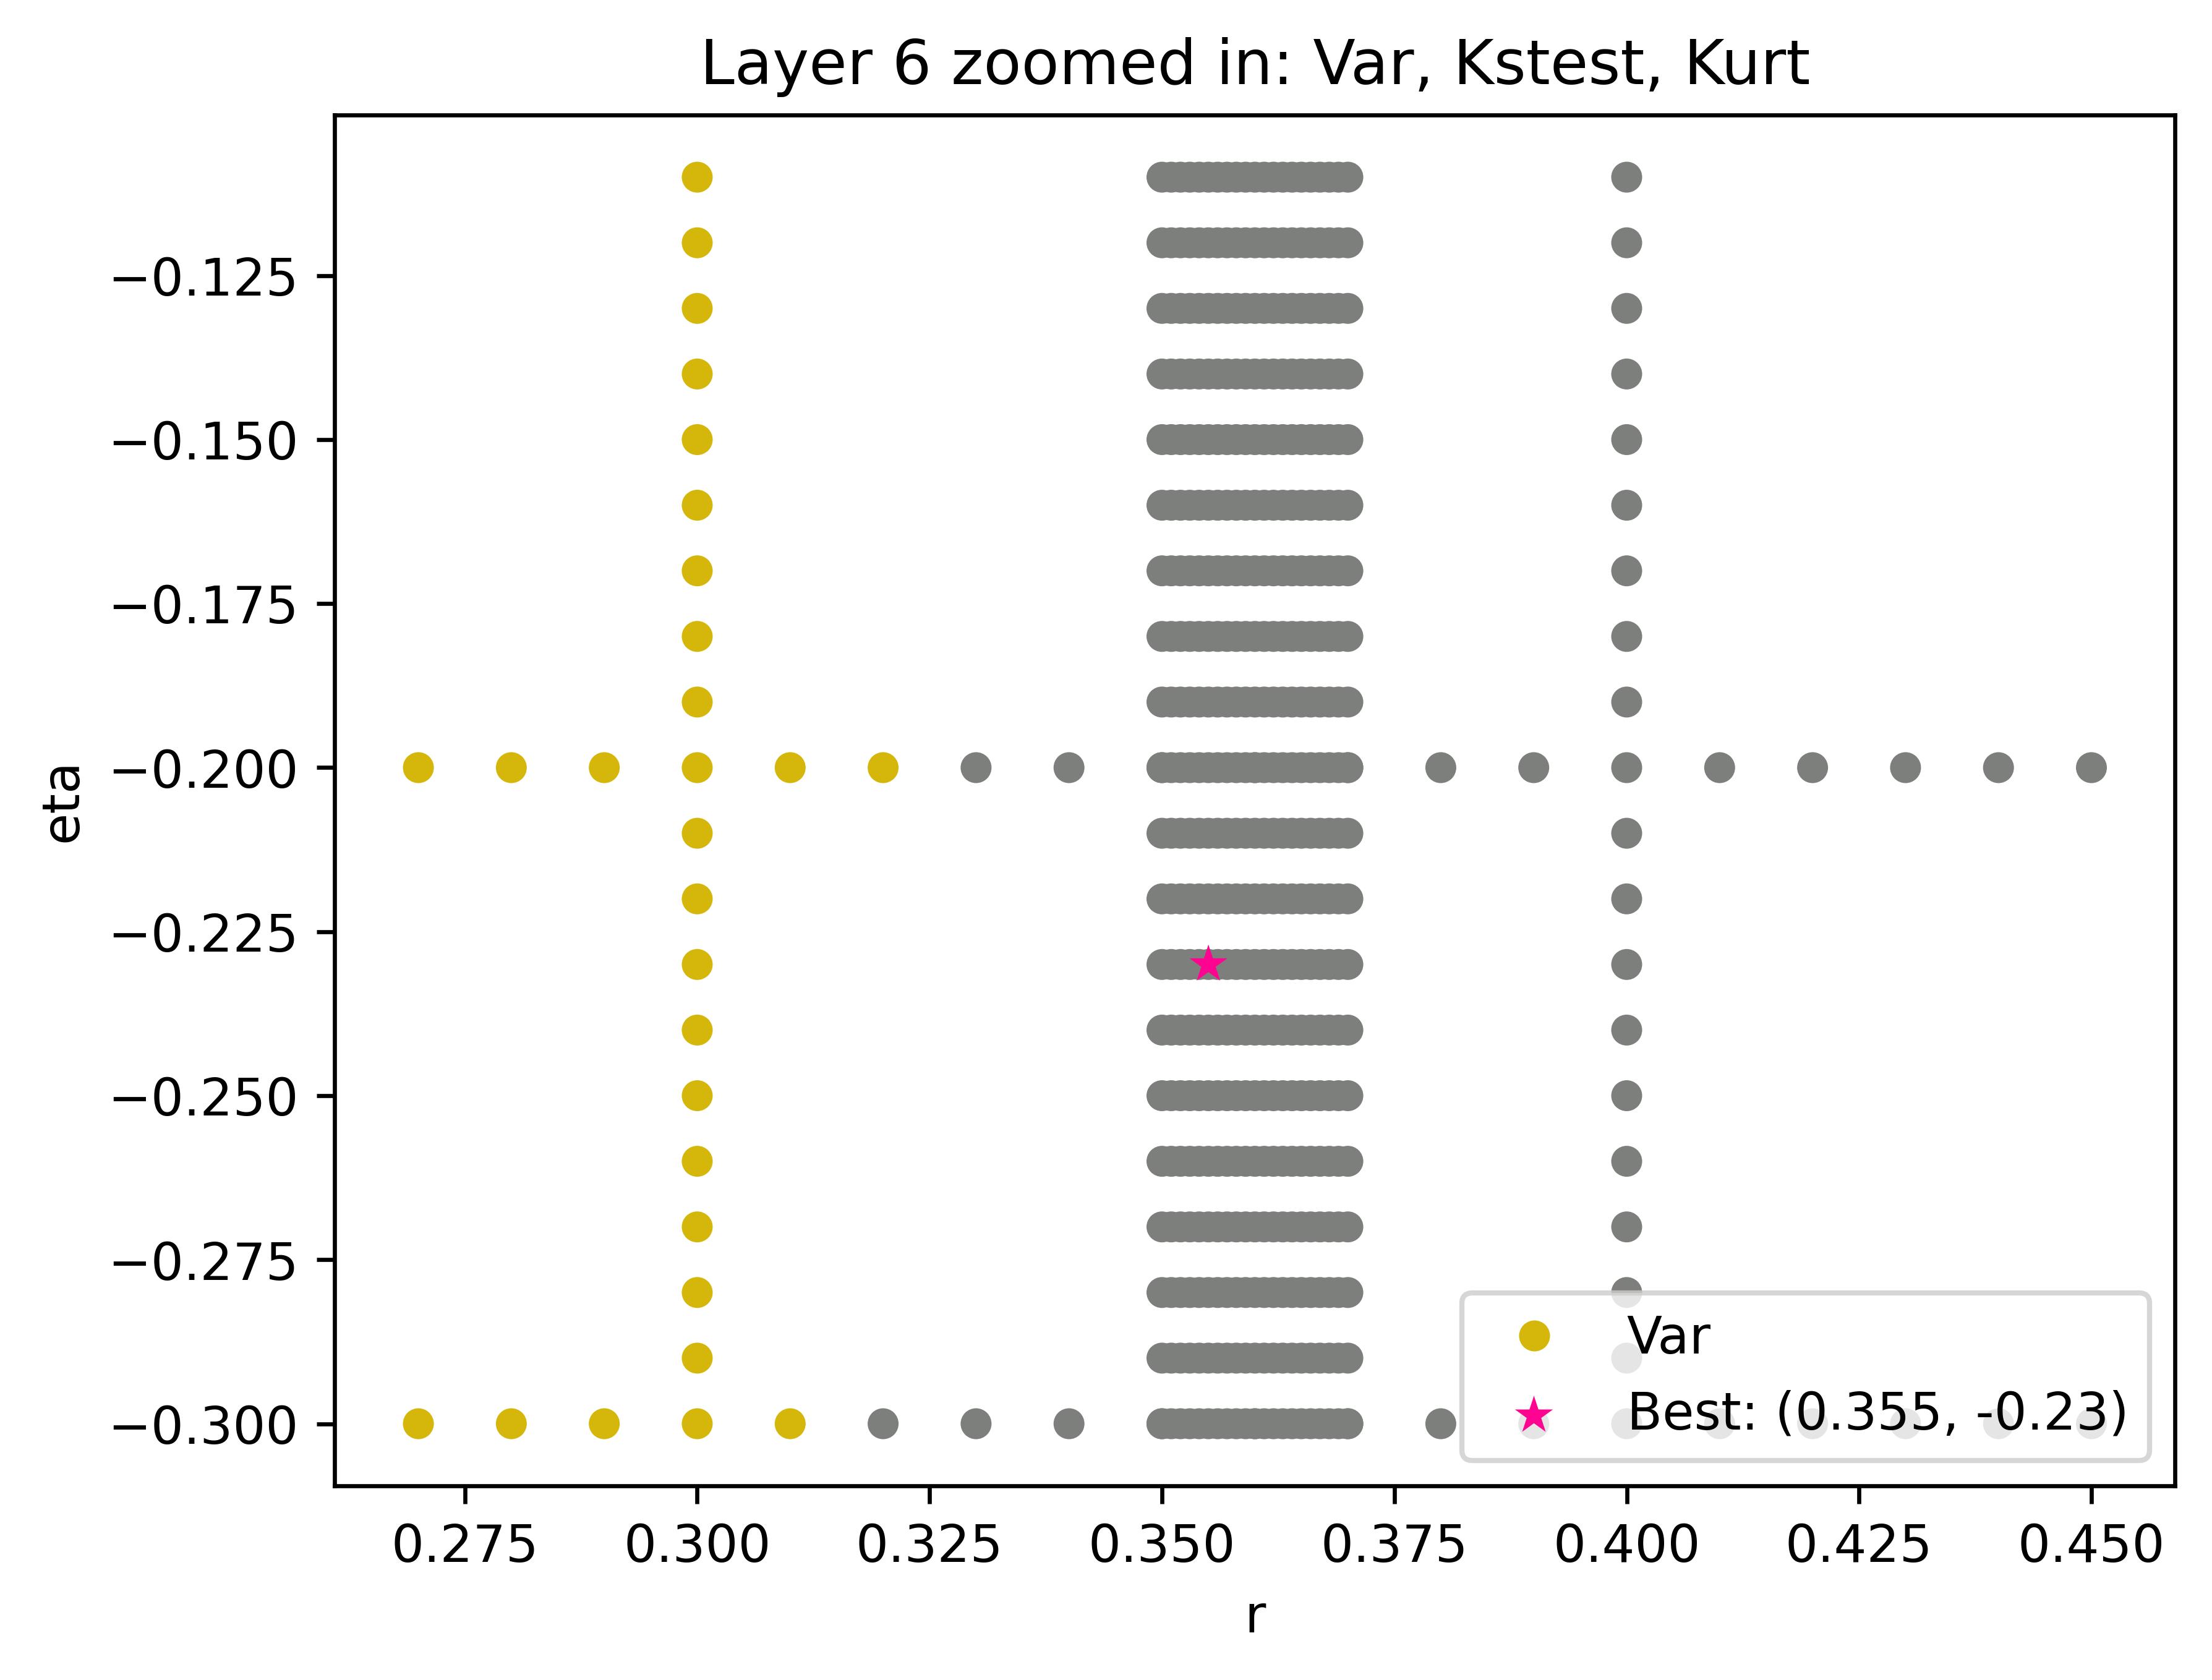 Layer 6 zoomed in: Var, Kstest, Kurt
−0.125
−0.150
−0.175
−0.200
−0.225
−0.250
−0.275
−0.300
eta
Var
Best: (0.355, -0.23)
0.275 0.300 0.325 0.350 0.375 0.400 0.425 0.450
r